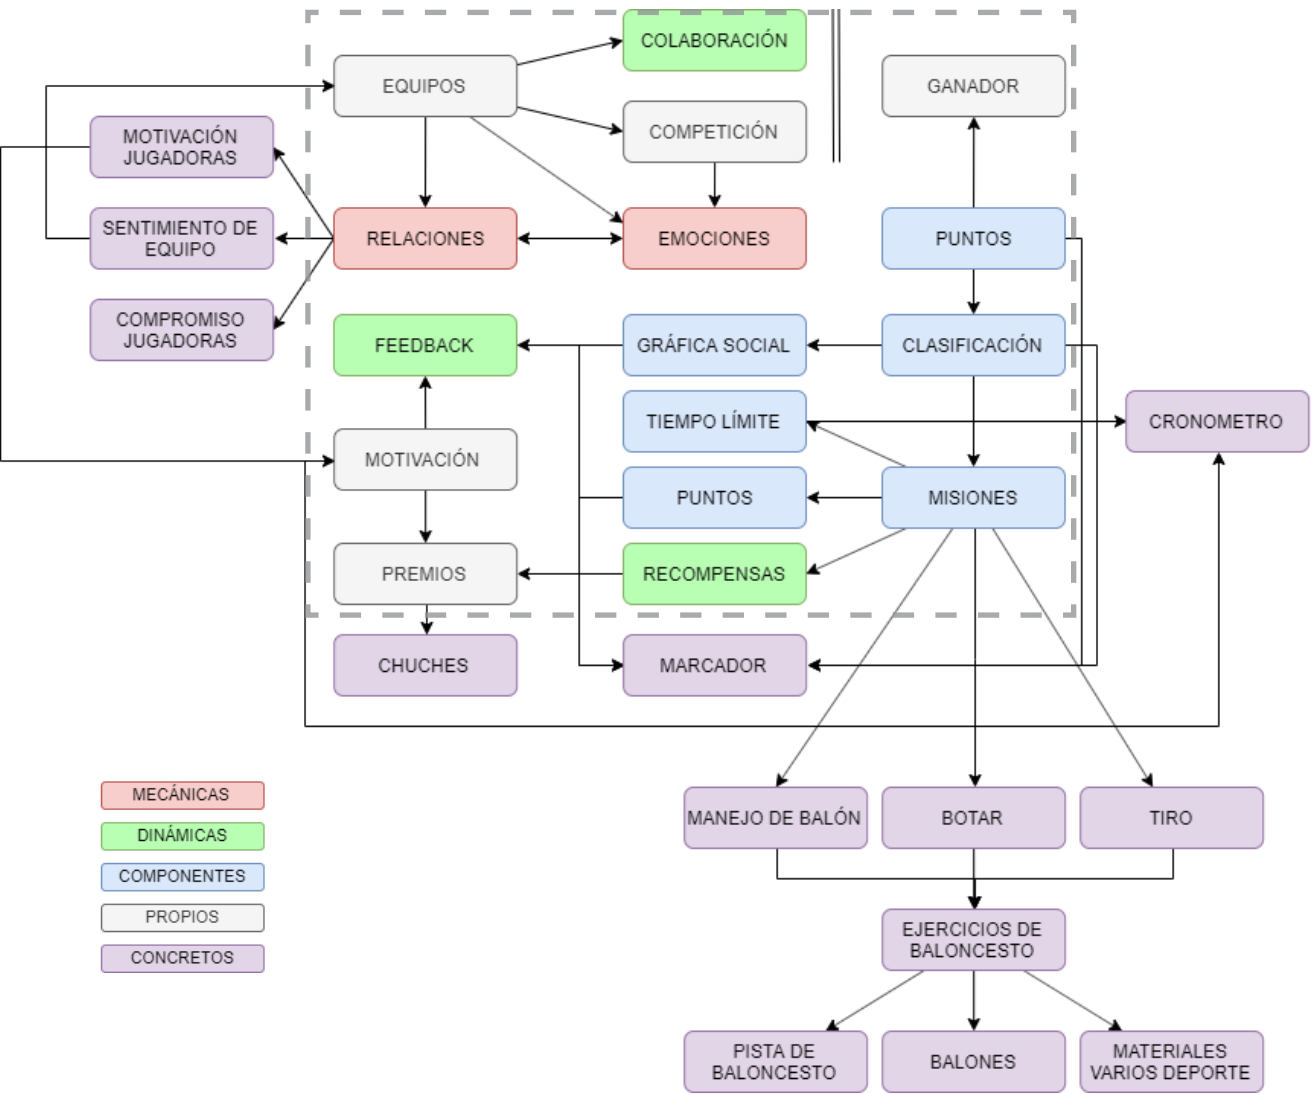 COLABORACIÓN
EQUIPOS
GANADOR
COMPETICIÓN
MOTIVACIÓN
JUGADORAS
SENTIMIENTO DE
EQUIPO
RELACIONES
EMOCIONES
PUNTOS
COMPROMISO
JUGADORAS
FEEDBACK
GRÁFICA SOCIAL
CLASIFICACIÓN
TIEMPO LÍMITE
CRONOMETRO
MOTIVACIÓN
PUNTOS
MISIONES
PREMIOS
RECOMPENSAS
CHUCHES
MARCADOR
MECÁNICAS
DINÁMICAS
COMPONENTES
PROPIOS
CONCRETOS
MANEJO DE BALÓN
BOTAR
TIRO
EJERCICIOS DE
BALONCESTO
PISTA DE
BALONCESTO
BALONES
MATERIALES
VARIOS DEPORTE